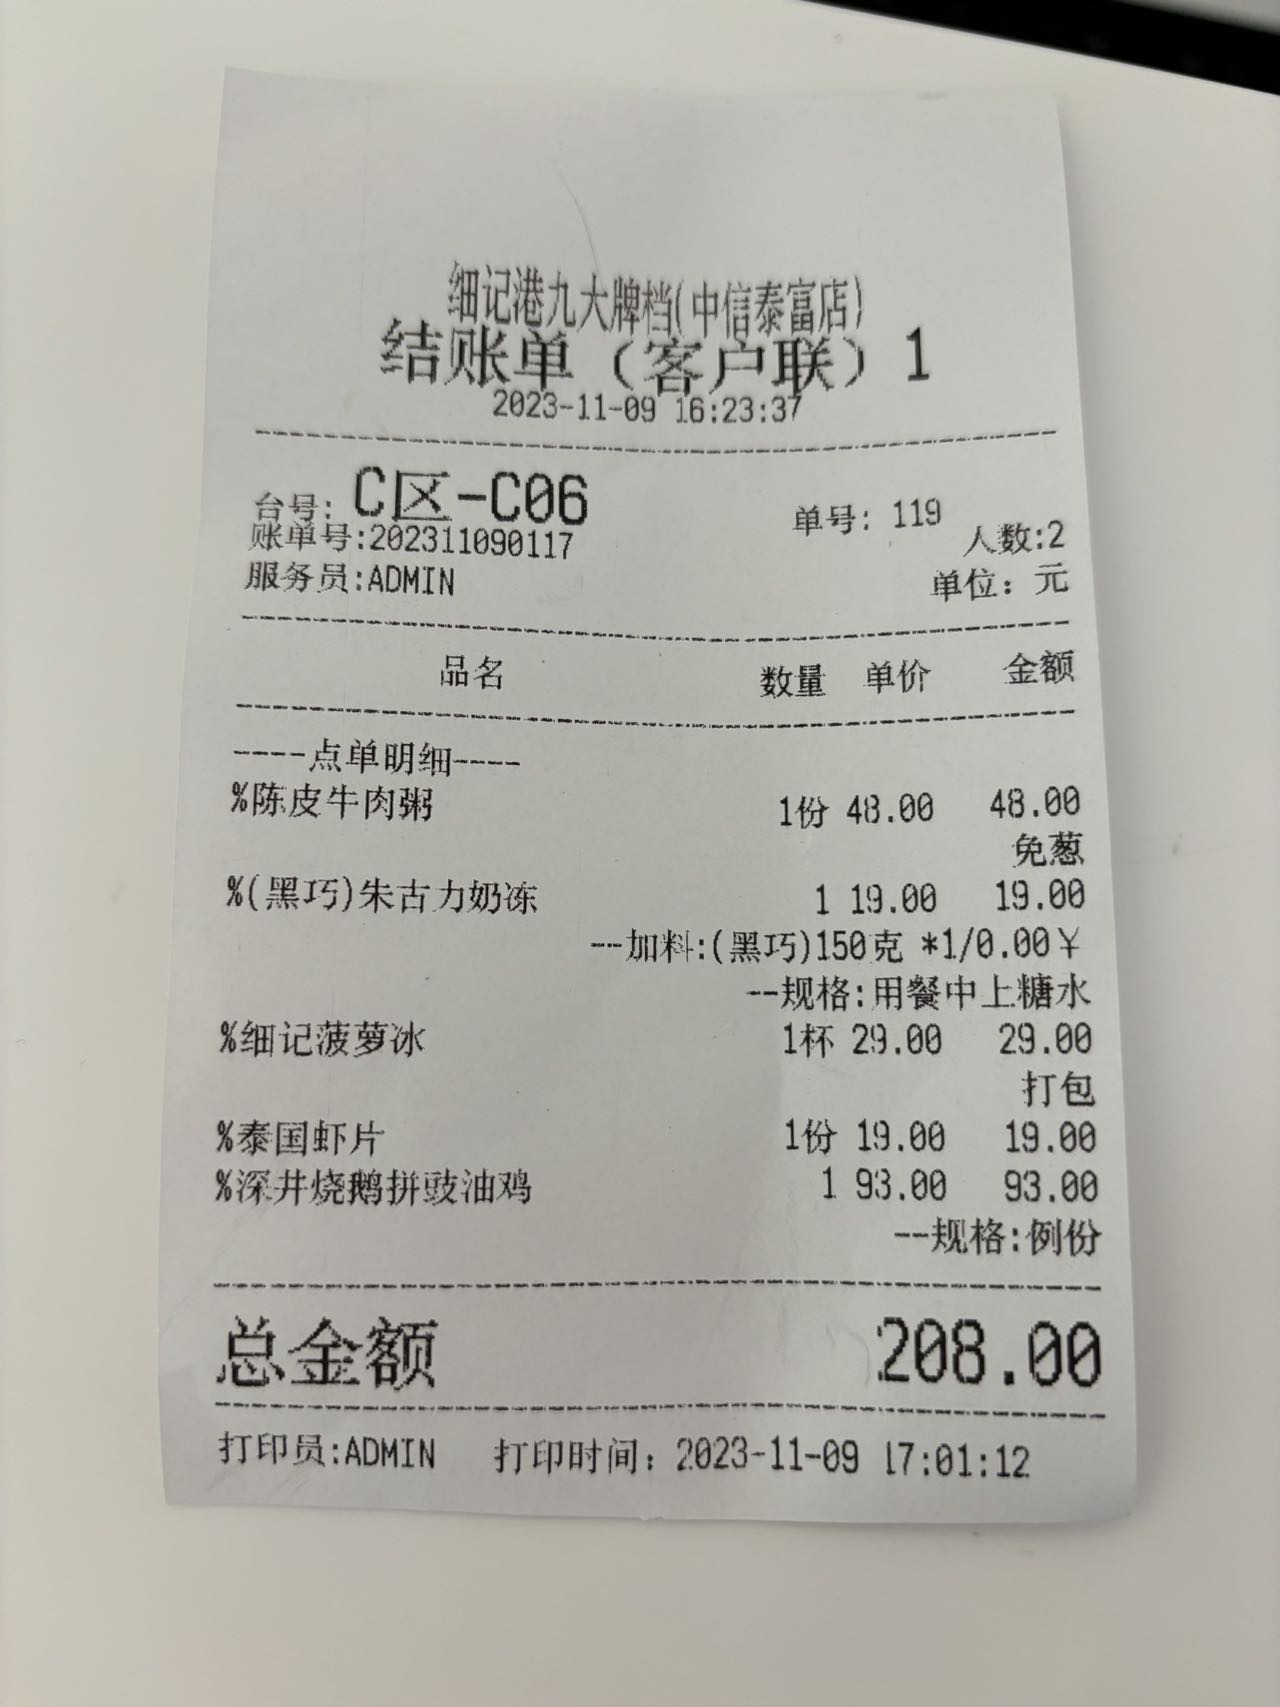 细记港九大牌档(中信泰富店)
结账单（客户联）1
2023-11-09 16:23:37
台号: C区-C06 单号: 119
账单号:202311090117 人数:2
服务员:ADMIN 单位: 元
品名 数量 单价 金额
----点单明细----
%陈皮牛肉粥 1份 48.00 48.00
免葱
%(黑巧)朱古力奶冻 1 19.00 19.00
--加料:(黑巧)150克 *1/0.00￥
--规格:用餐中上糖水
%细记菠萝冰 1杯 29.00 29.00
打包
%泰国虾片 1份 19.00 19.00
%深井烧鹅拼豉油鸡 1 93.00 93.00
--规格:例份
总金额 208.00
打印员:ADMIN 打印时间: 2023-11-09 17:01:12